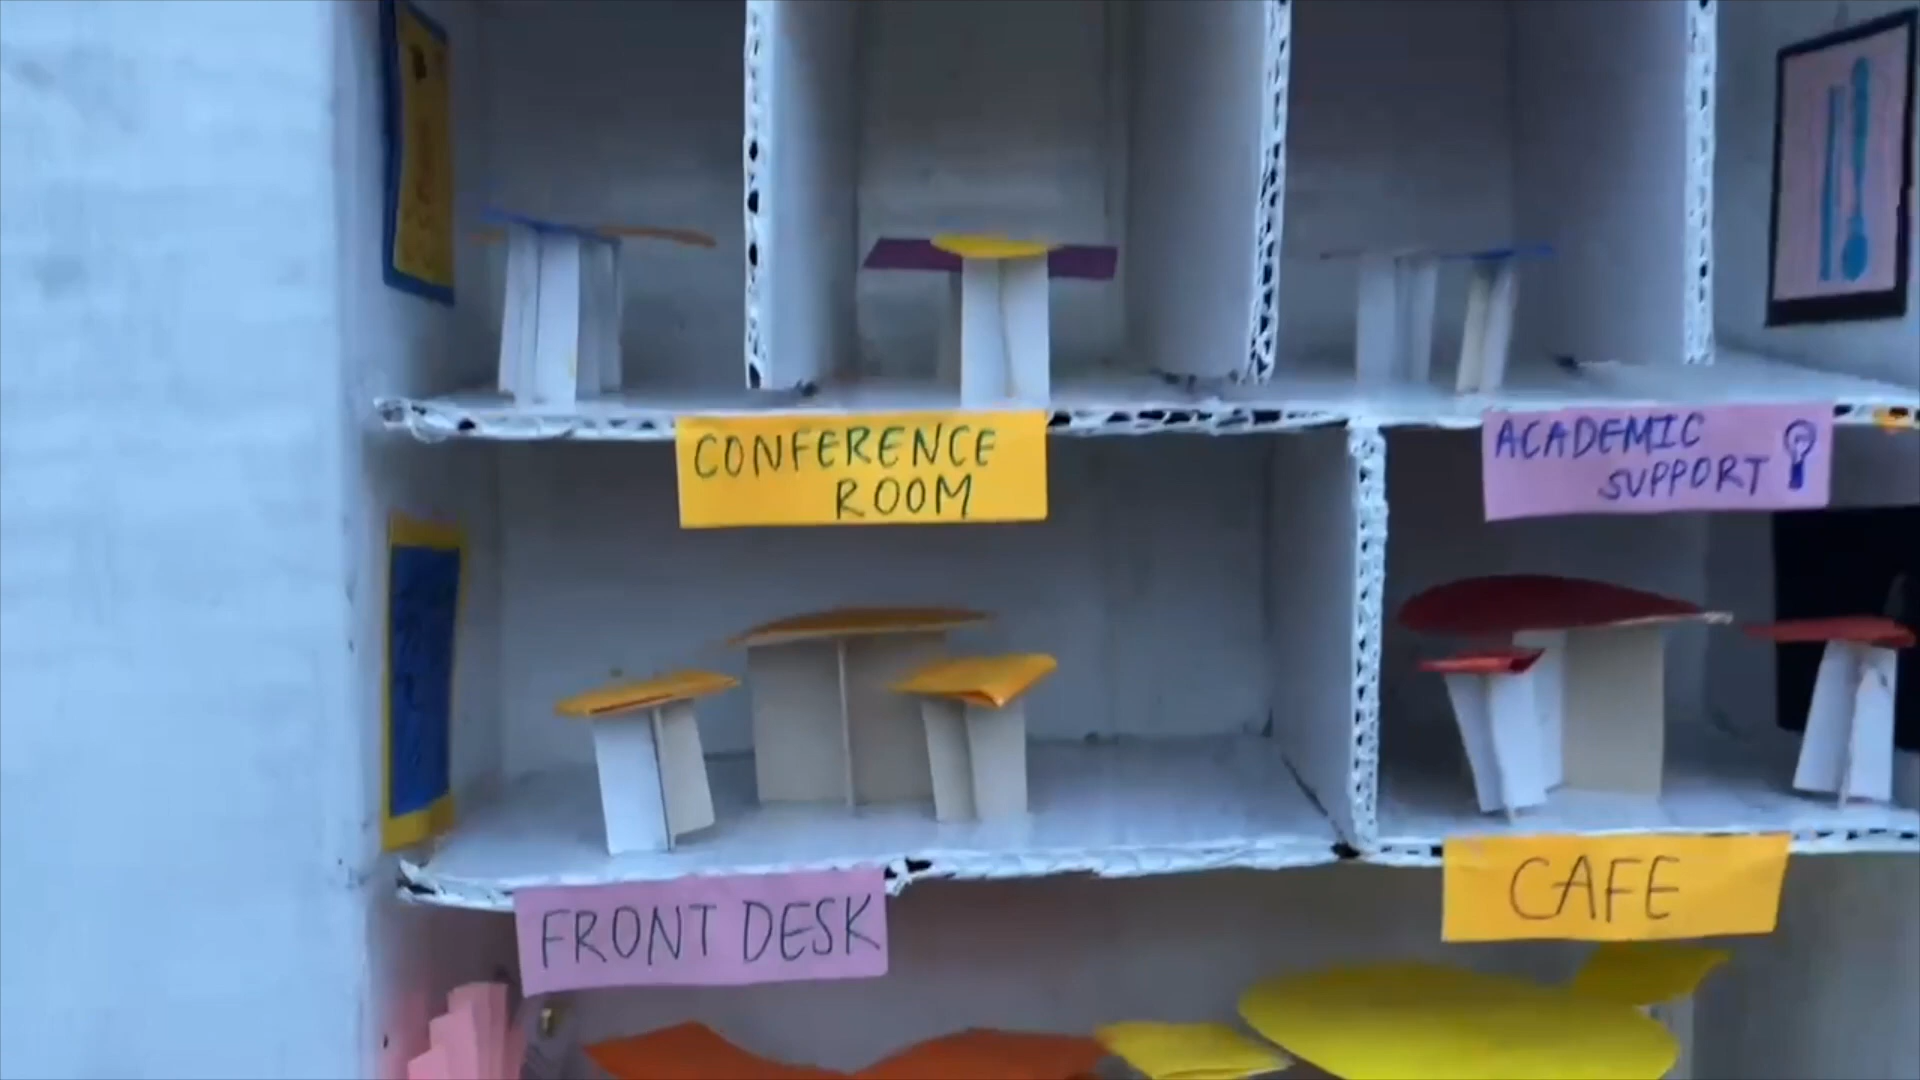 CONFERENCE
ROOM
ACADEMIC
SUPPORT
FRONT DESK
CAFE